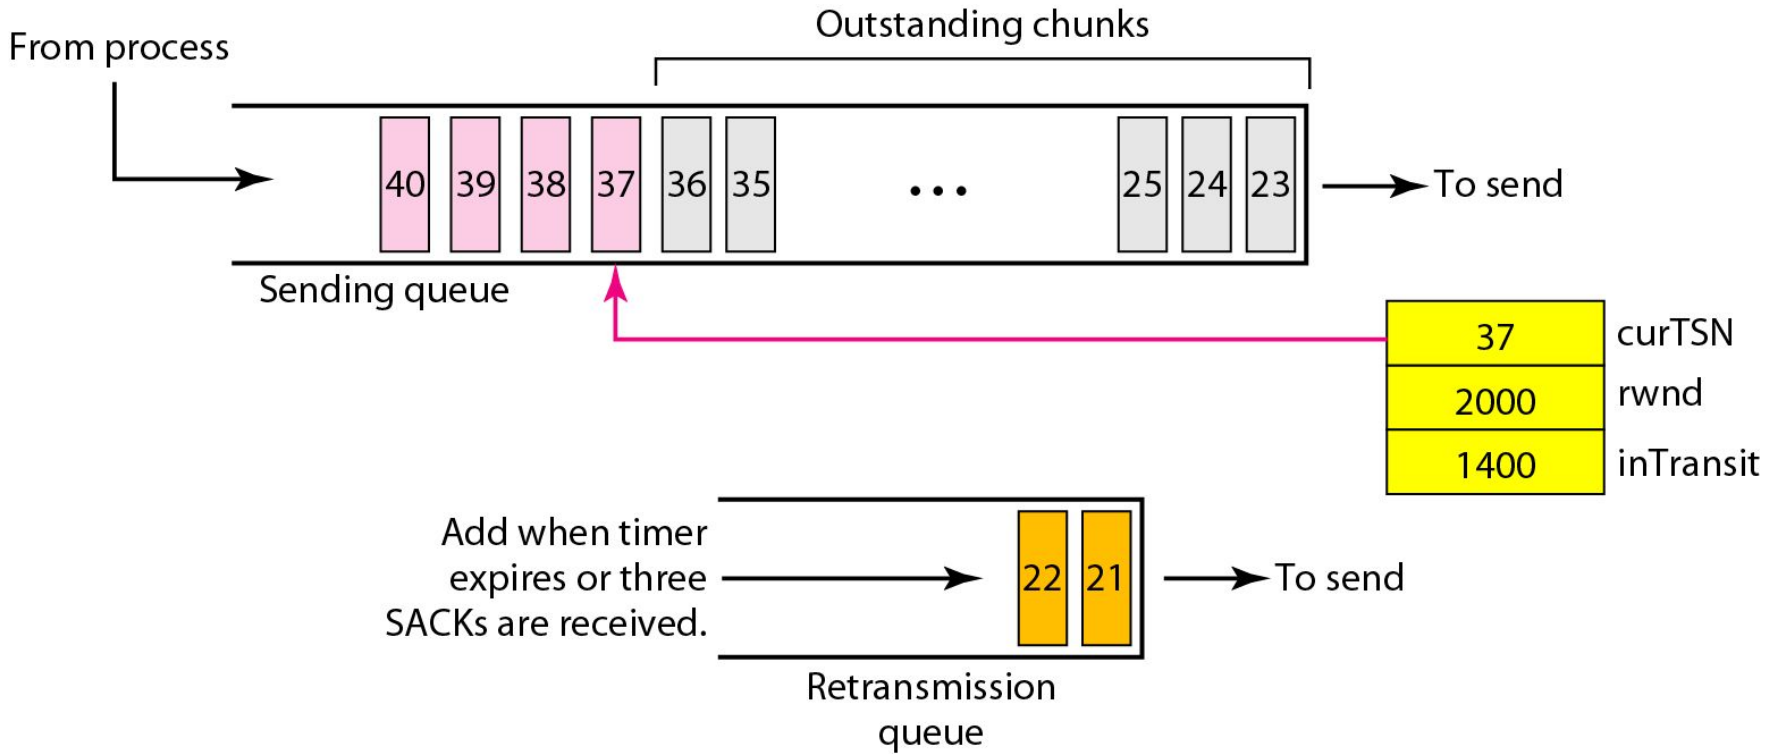 Outstanding chunks
From process
40 39 38 37 36 35 ... 25 24 23
To send
Sending queue
37 curTSN
2000 rwnd
1400 inTransit
Add when timer
expires or three
SACKs are received.
22 21
To send
Retransmission
queue